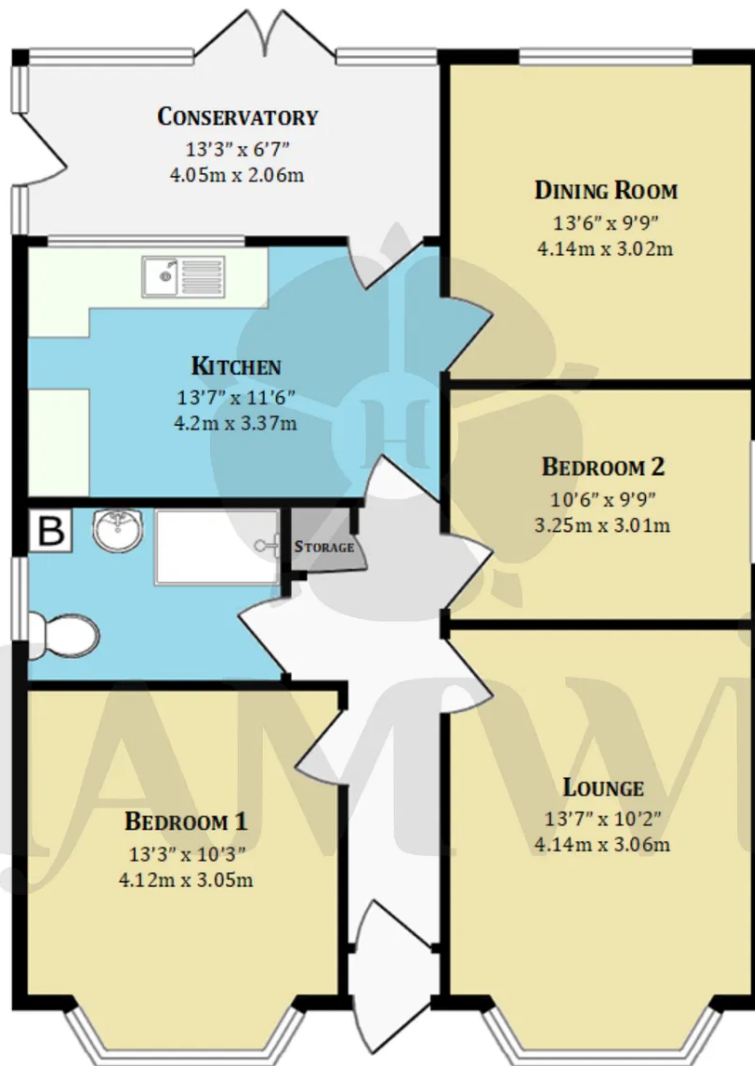 CONSERVATORY
13'3" x 6'7"
4.05m x 2.06m
DINING ROOM
13'6" x 9'9"
4.14m x 3.02m
KITCHEN
13'7" x 11'6"
4.2m x 3.37m
H
BEDROOM 2
10'6" x 9'9"
3.25m x 3.01m
B
STORAGE
LOUNGE
13'7" x 10'2"
4.14m x 3.06m
BEDROOM 1
13'3" x 10'3"
4.12m x 3.05m